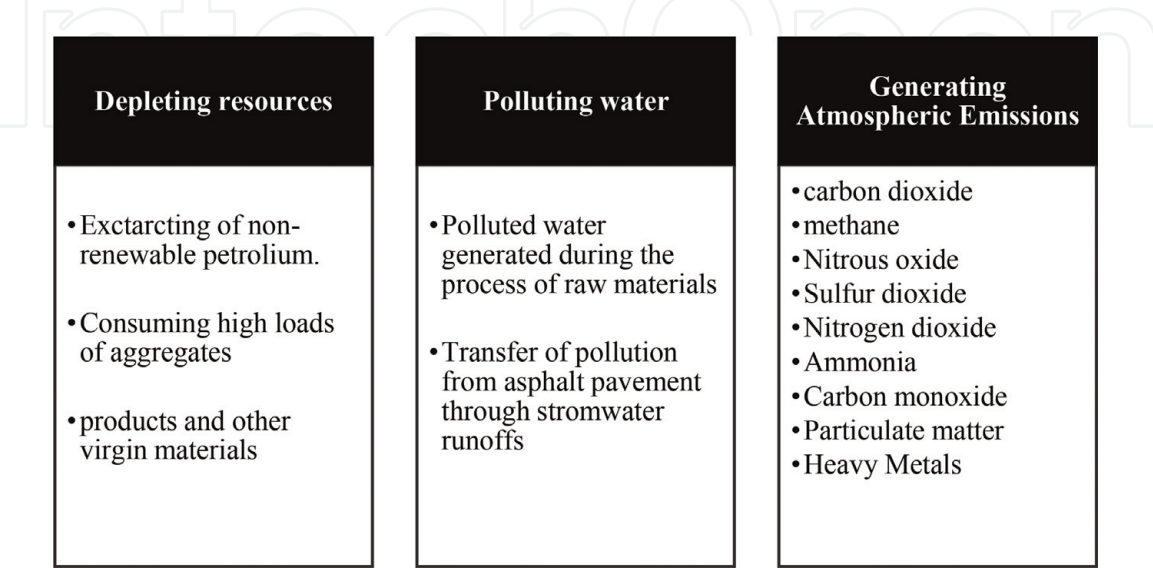 IntechOpen
Depleting resources
•Exctarcting of non-
renewable petrolium.
•Consuming high loads
of aggregates
•products and other
virgin materials
Polluting water
•Polluted water
generated during the
process of raw materials
•Transfer of pollution
from asphalt pavement
through stromwater
runoffs
Generating
Atmospheric Emissions
•carbon dioxide
•methane
•Nitrous oxide
•Sulfur dioxide
•Nitrogen dioxide
•Ammonia
•Carbon monoxide
•Particulate matter
•Heavy Metals